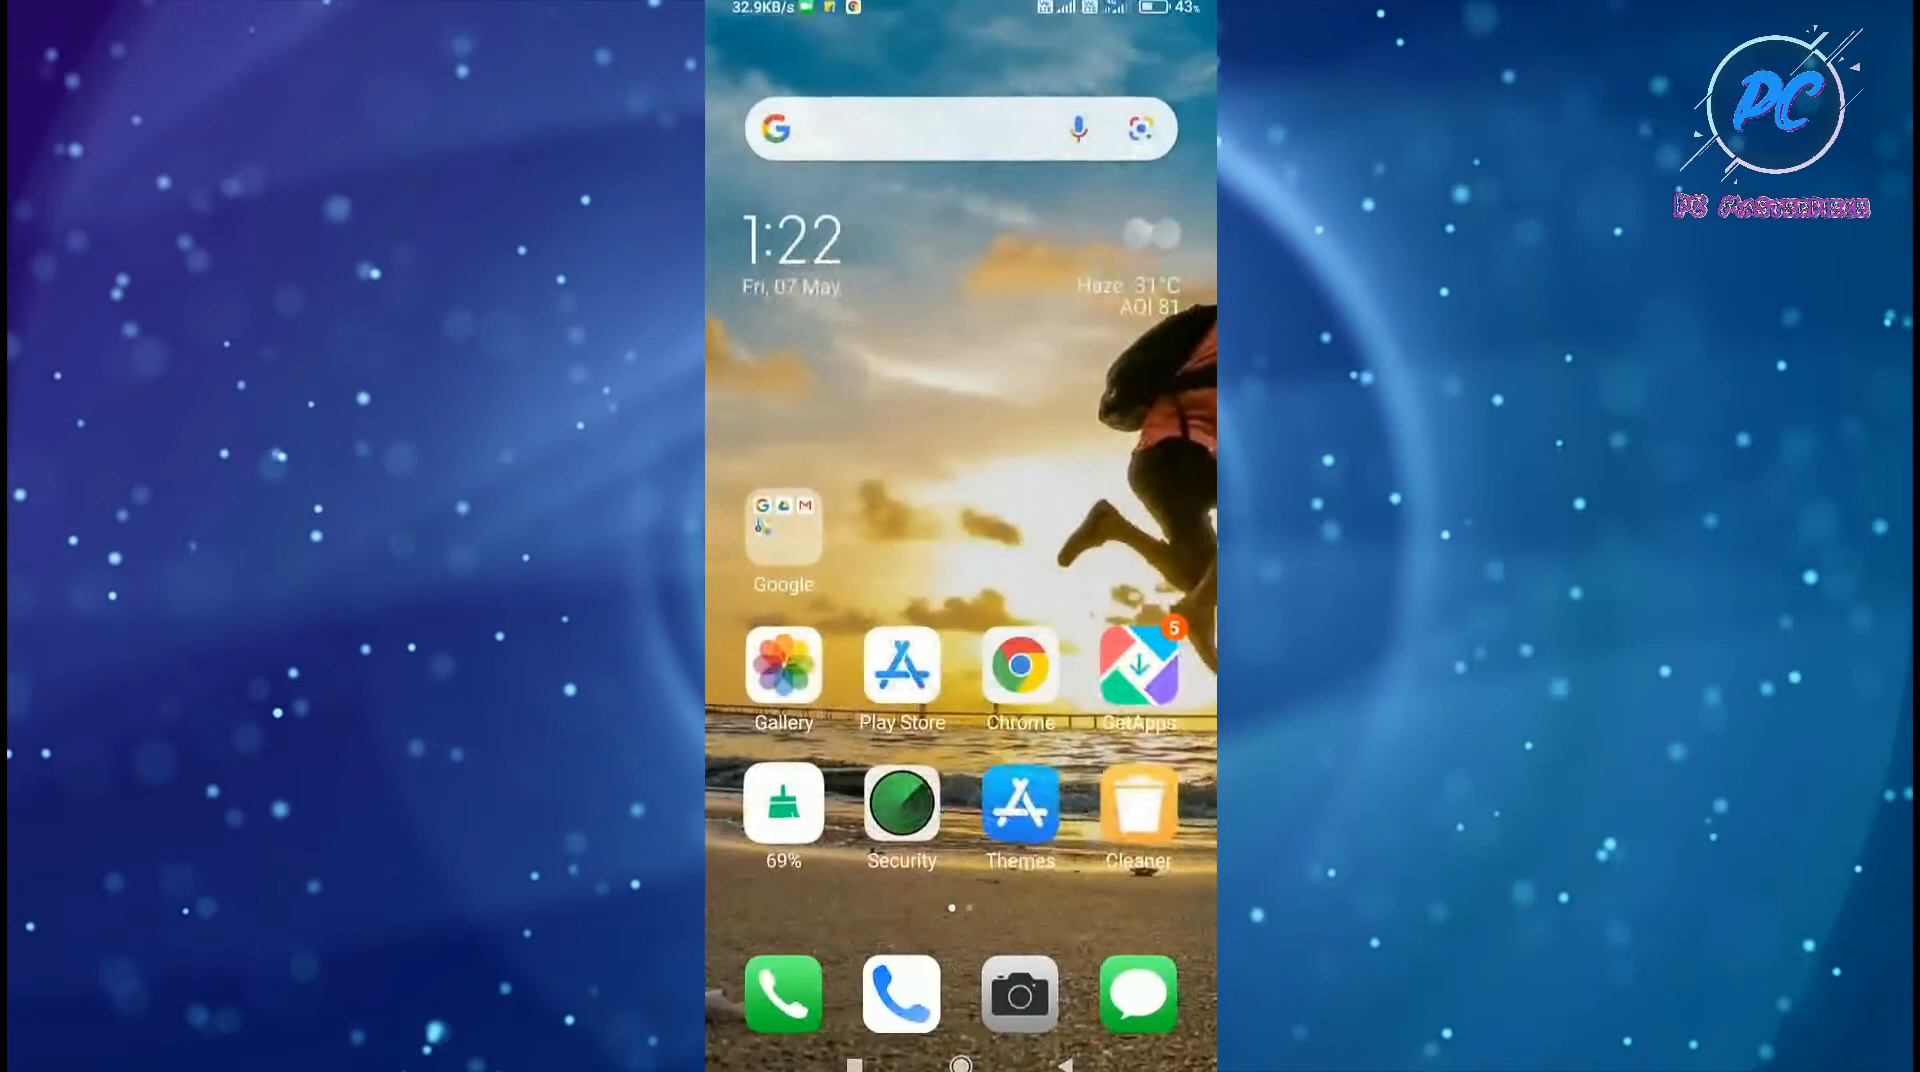 32.9KB/s 43%
PC
1:22
Fri, 07 May
Haze 31°C
AQI 81
Google
5
Gallery Play Store Chrome GetApps
69% Security Themes Cleaner